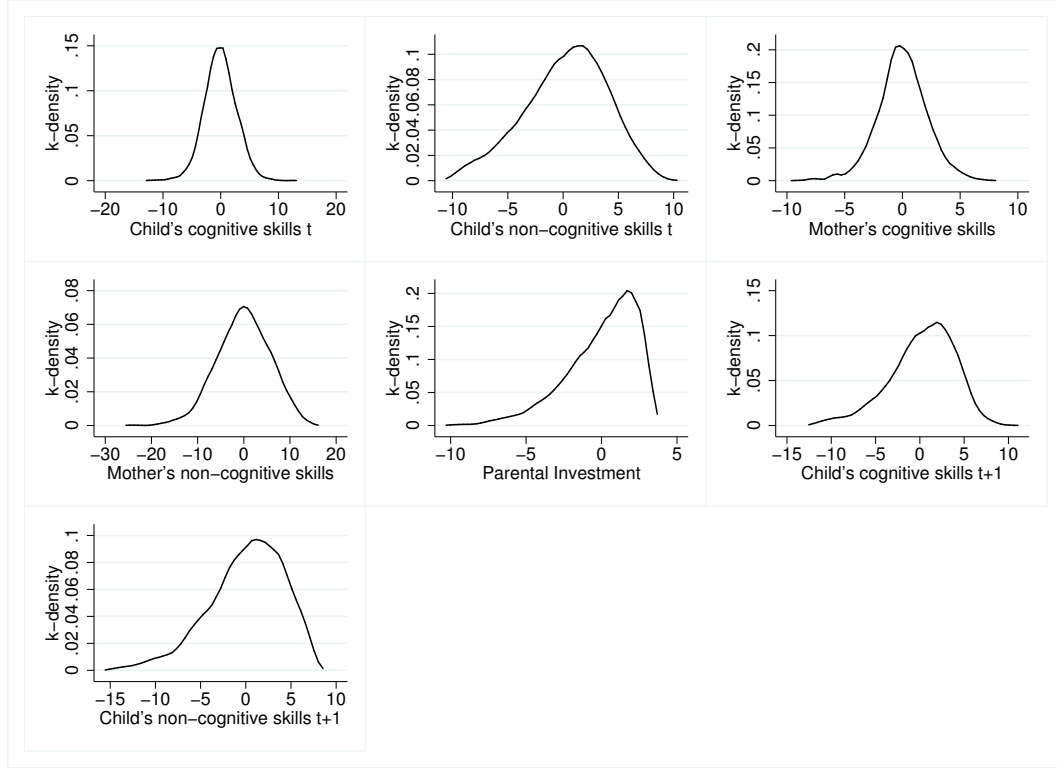 k−density
0 .05 .1 .15
−20 −10 0 10 20
Child's cognitive skills t
k−density
0 .02 .04 .06 .08 .1
−10 −5 0 5 10
Child's non−cognitive skills t
k−density
0 .05 .1 .15 .2
−10 −5 0 5 10
Mother's cognitive skills
k−density
0 .02 .04 .06 .08
−30 −20 −10 0 10 20
Mother's non−cognitive skills
k−density
0 .05 .1 .15 .2
−10 −5 0 5
Parental Investment
k−density
0 .05 .1 .15
−15 −10 −5 0 5 10
Child's cognitive skills t+1
k−density
0 .02 .04 .06 .08 .1
−15 −10 −5 0 5 10
Child's non−cognitive skills t+1